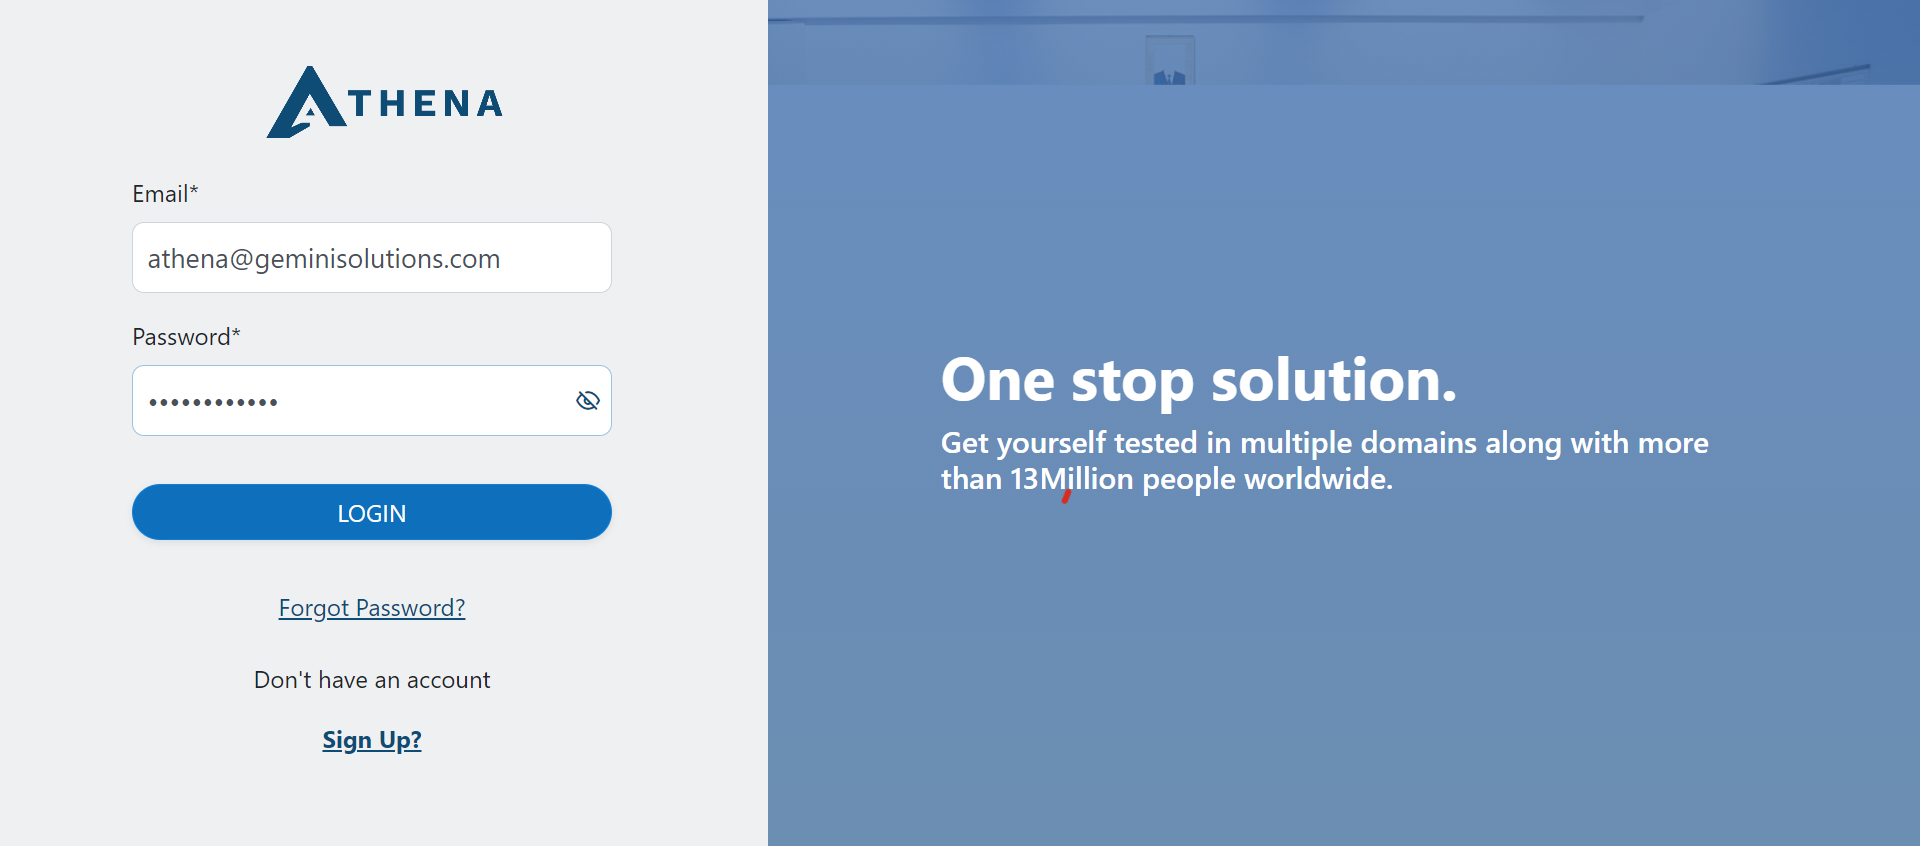 ATHENA
Email*
athena@geminisolutions.com
Password*
••••••••••••
LOGIN
Forgot Password?
Don't have an account
Sign Up?
One stop solution.
Get yourself tested in multiple domains along with more
than 13Million people worldwide.